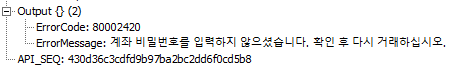 Output {} (2)
ErrorCode: 80002420
ErrorMessage: 계좌 비밀번호를 입력하지 않으셨습니다. 확인 후 다시 거래하십시오.
API_SEQ: 430d36c3cdfd9b97ba2bc2dd6f0cd5b8